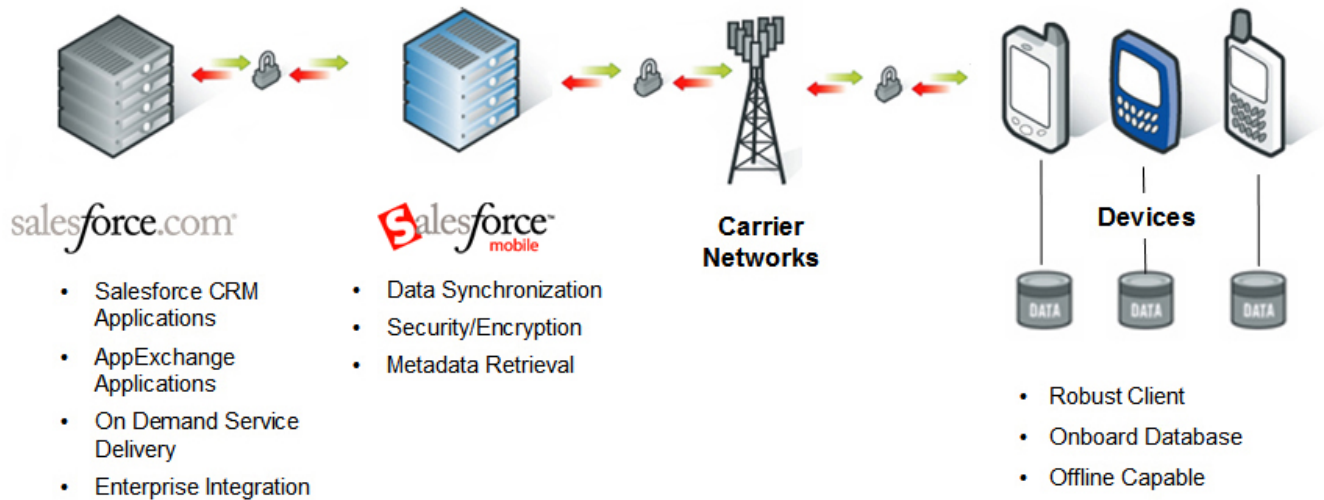 salesforce.com®
• Salesforce CRM
Applications
• AppExchange
Applications
• On Demand Service
Delivery
• Enterprise Integration
Salesforce™
mobile
• Data Synchronization
• Security/Encryption
• Metadata Retrieval
Carrier
Networks
Devices
DATA
DATA
DATA
• Robust Client
• Onboard Database
• Offline Capable